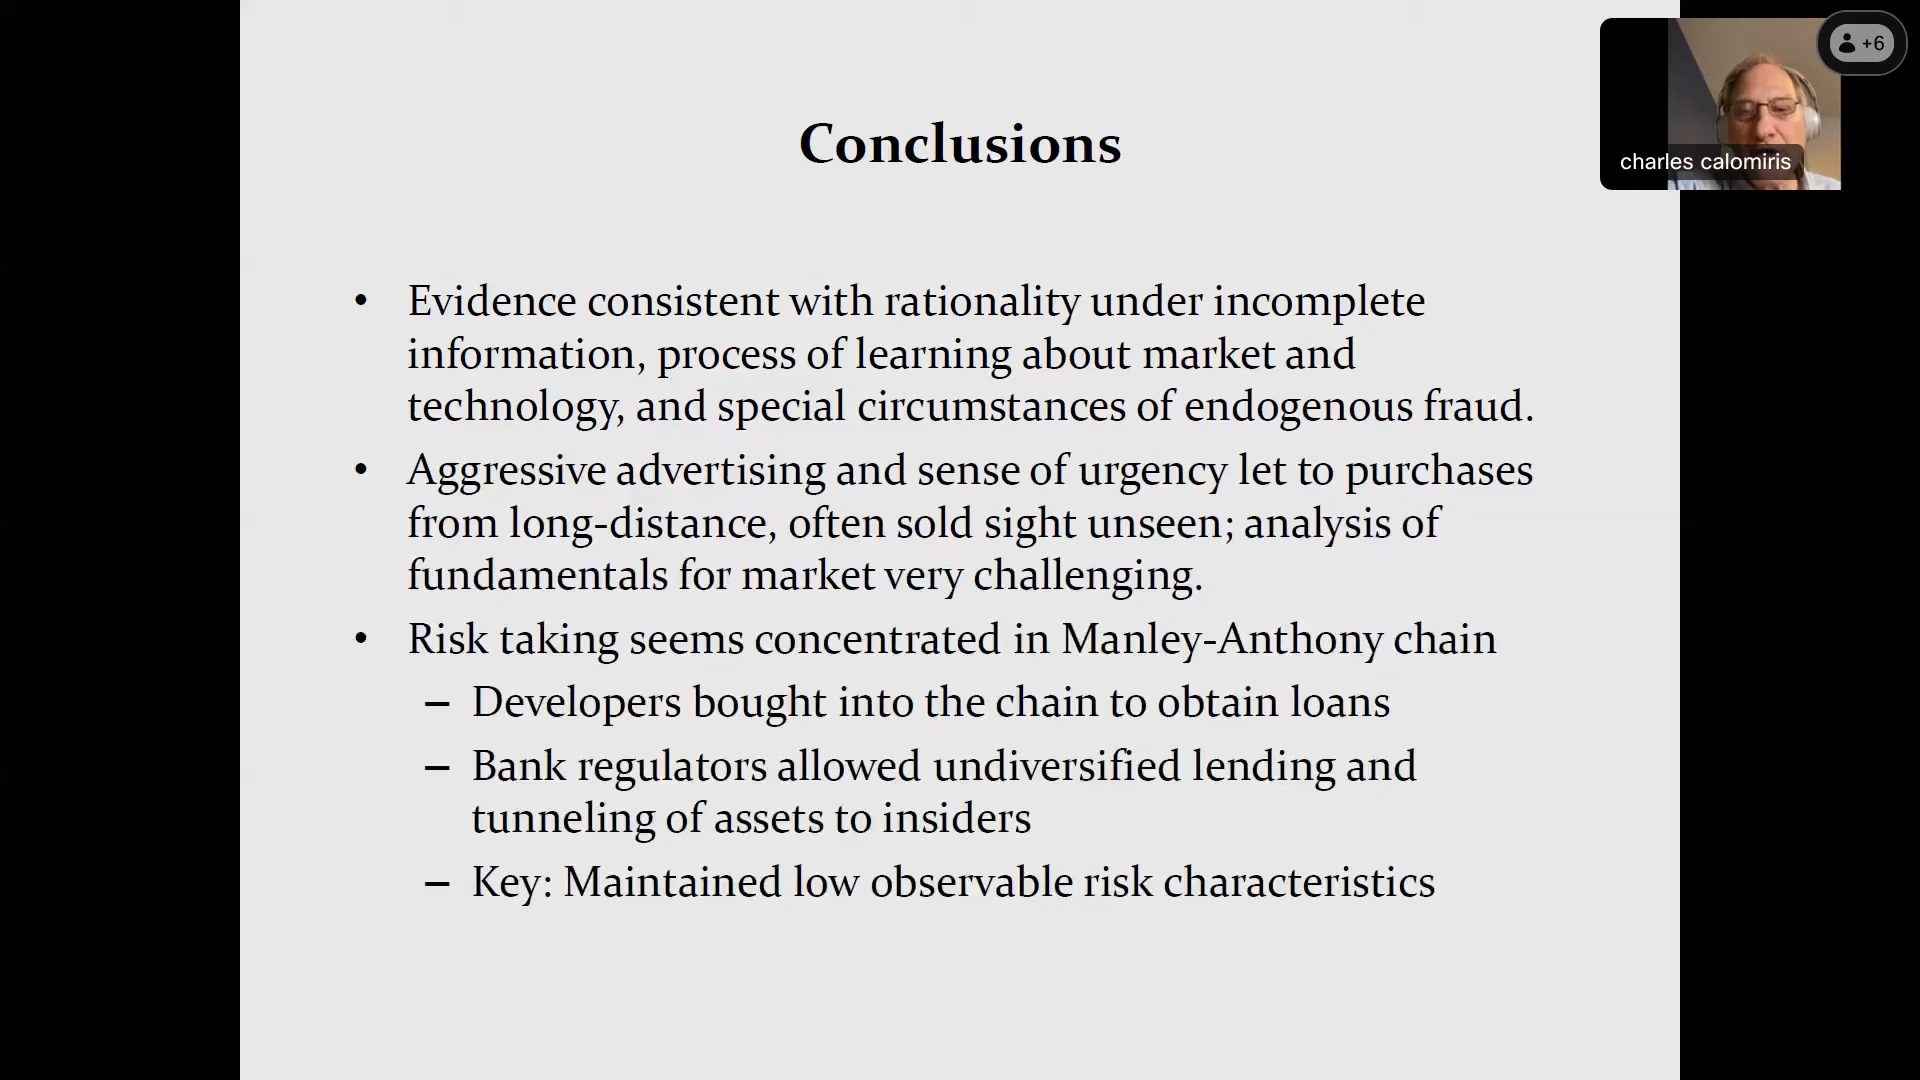 Conclusions
+6
charles calomiris
• Evidence consistent with rationality under incomplete
information, process of learning about market and
technology, and special circumstances of endogenous fraud.
• Aggressive advertising and sense of urgency let to purchases
from long-distance, often sold sight unseen; analysis of
fundamentals for market very challenging.
• Risk taking seems concentrated in Manley-Anthony chain
– Developers bought into the chain to obtain loans
– Bank regulators allowed undiversified lending and
tunneling of assets to insiders
– Key: Maintained low observable risk characteristics